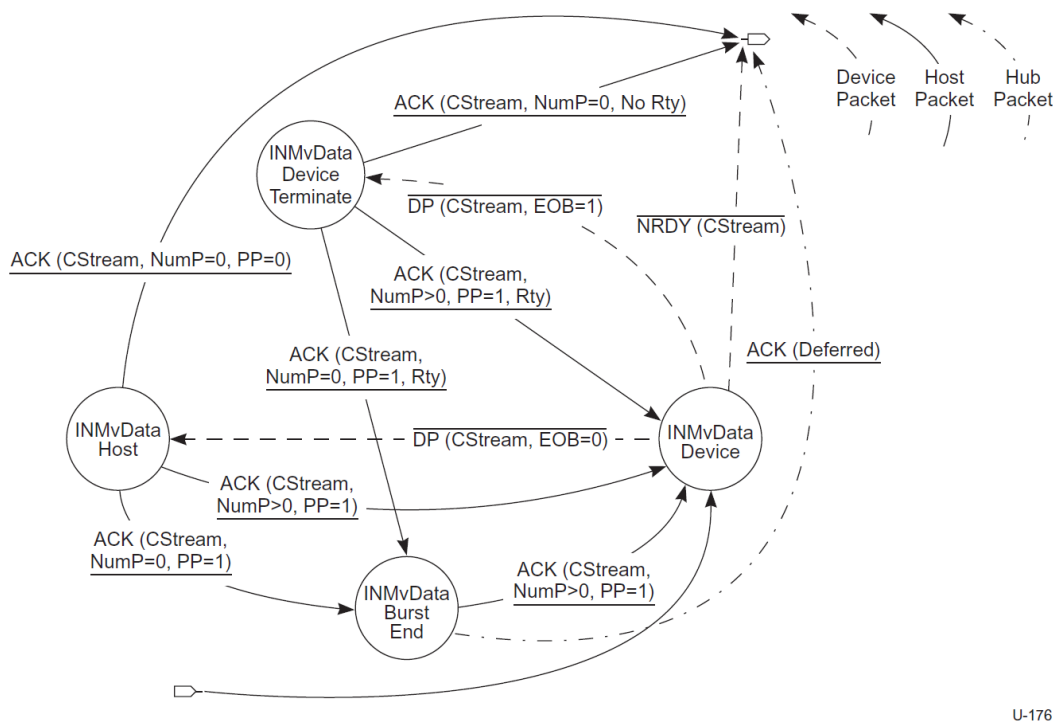 Device
Packet
Host
Packet
Hub
Packet
ACK (CStream, NumP=0, No Rty)
INMvData
Device
Terminate
DP (CStream, EOB=1)
NRDY (CStream)
ACK (CStream, NumP=0, PP=0)
ACK (CStream,
NumP>0, PP=1, Rty)
ACK (CStream,
NumP=0, PP=1, Rty)
ACK (Deferred)
INMvData
Host
DP (CStream, EOB=0)
INMvData
Device
ACK (CStream,
NumP>0, PP=1)
ACK (CStream,
NumP=0, PP=1)
INMvData
Burst
End
ACK (CStream,
NumP>0, PP=1)
U-176